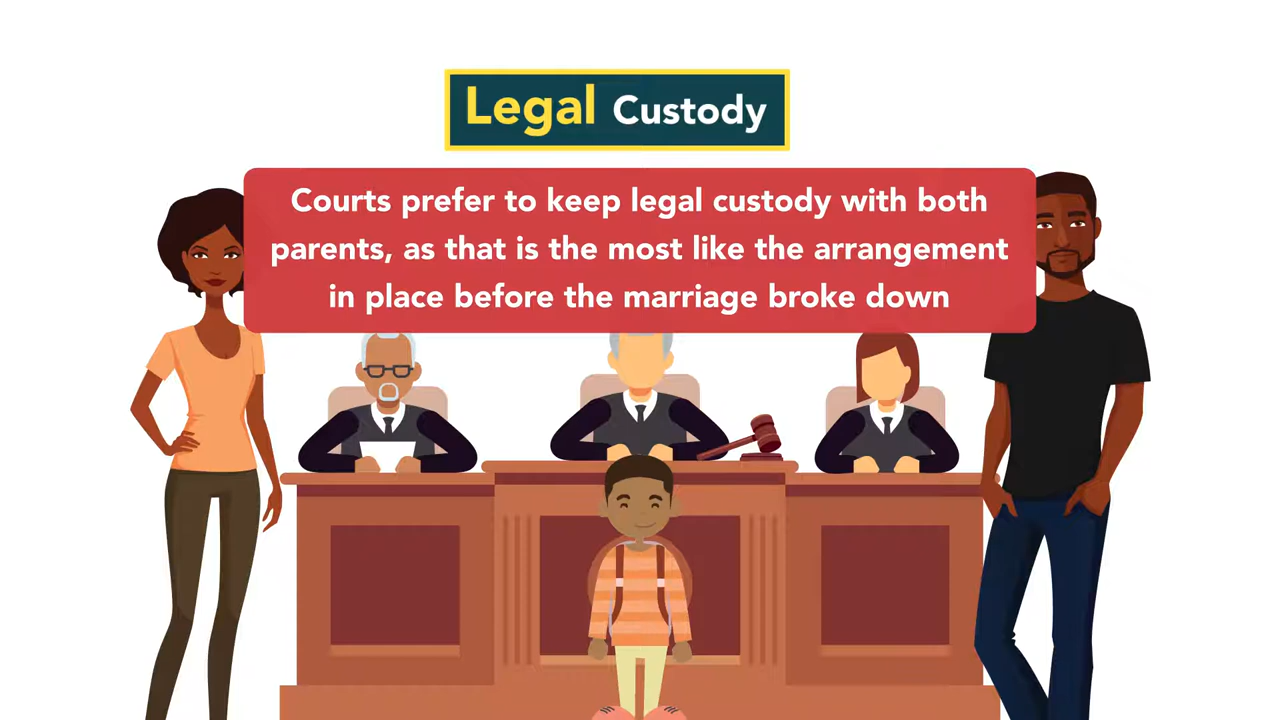 Legal Custody
Courts prefer to keep legal custody with both
parents, as that is the most like the arrangement
in place before the marriage broke down